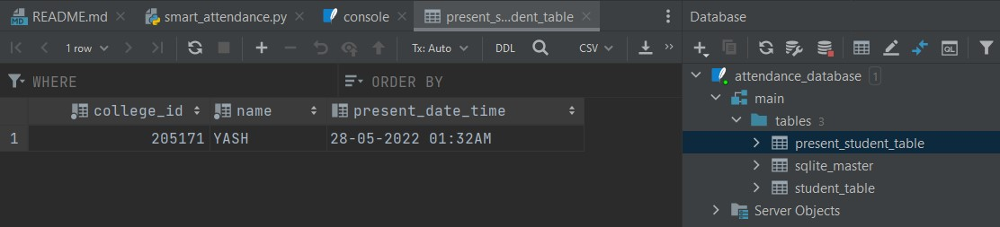 MD README.md smart_attendance.py console present_s...dent_table Database
1 row Tx: Auto DDL CSV QL
WHERE ORDER BY
attendance_database 1
main
college_id name present_date_time
tables 3
1 205171 YASH 28-05-2022 01:32AM
present_student_table
sqlite_master
student_table
Server Objects